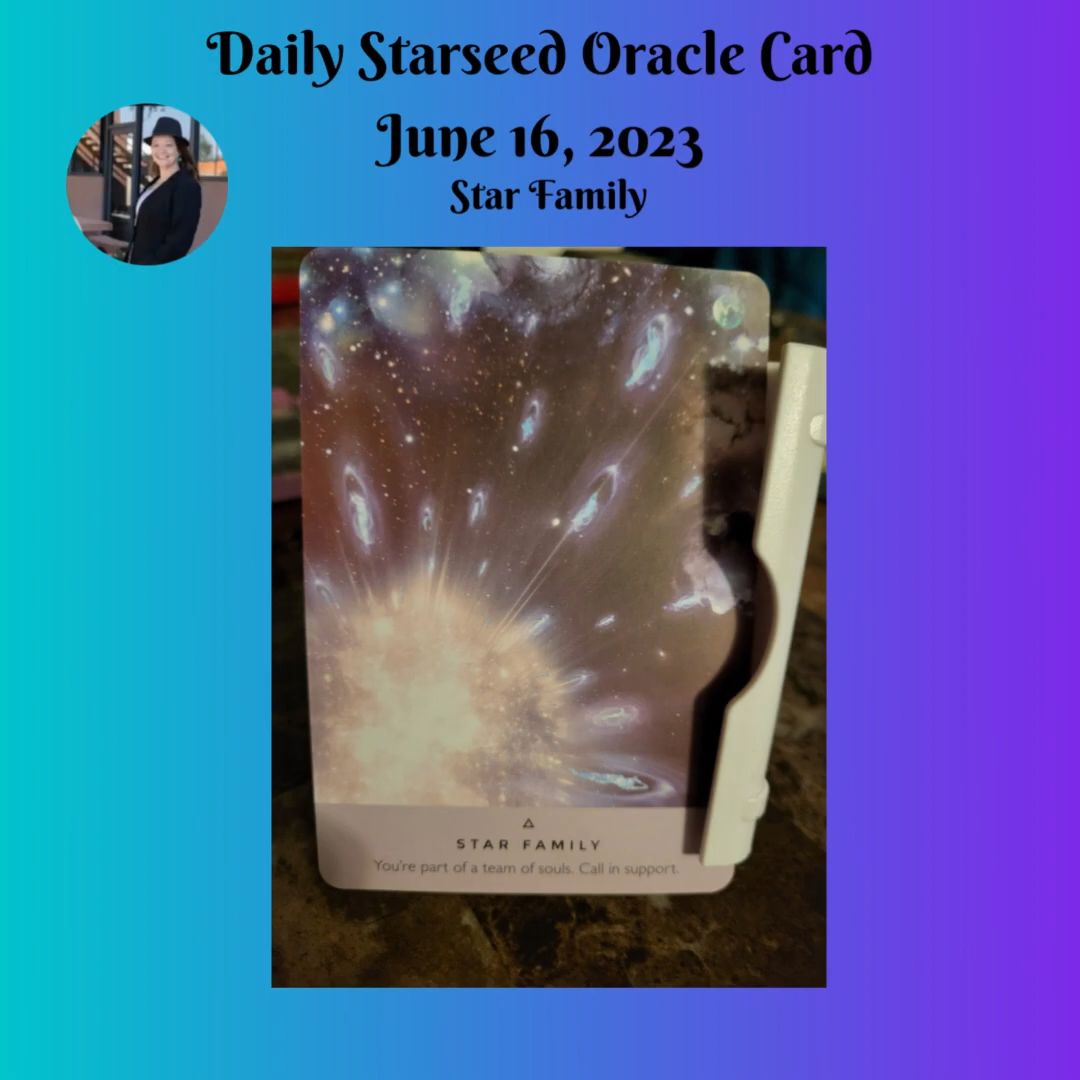 Daily Starseed Oracle Card
June 16, 2023
Star Family
STAR FAMILY
You're part of a team of souls. Call in support.